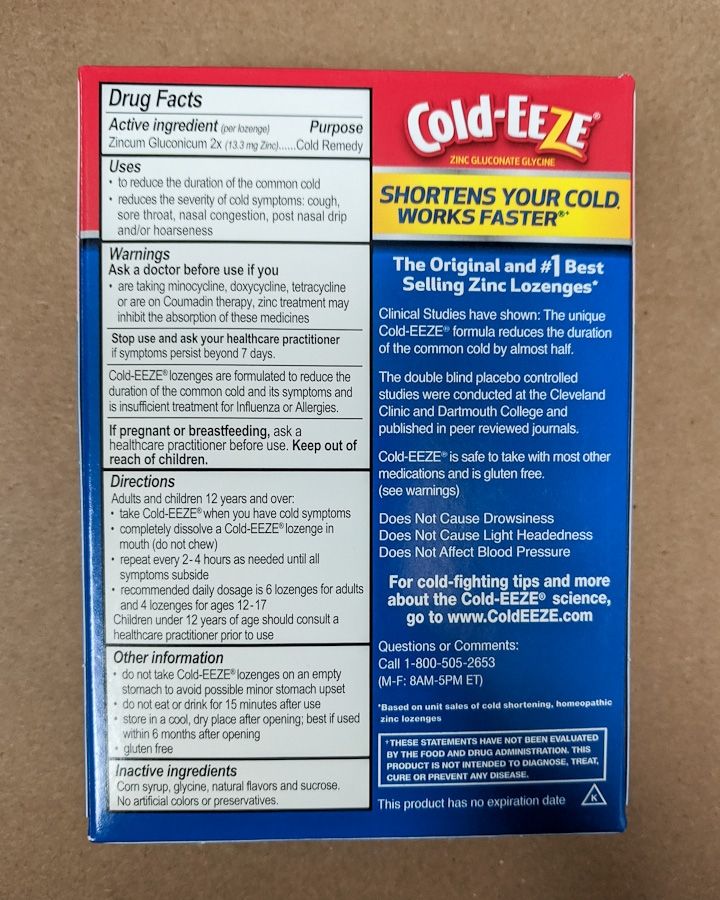 Drug Facts
Active ingredient (per lozenge) Purpose
Zincum Gluconicum 2x (13.3 mg Zinc)......Cold Remedy
Uses
• to reduce the duration of the common cold
• reduces the severity of cold symptoms: cough,
sore throat, nasal congestion, post nasal drip
and/or hoarseness
Warnings
Ask a doctor before use if you
• are taking minocycline, doxycycline, tetracycline
or are on Coumadin therapy, zinc treatment may
inhibit the absorption of these medicines
Stop use and ask your healthcare practitioner
if symptoms persist beyond 7 days.
Cold-EEZE® lozenges are formulated to reduce the
duration of the common cold and its symptoms and
is insufficient treatment for Influenza or Allergies.
If pregnant or breastfeeding, ask a
healthcare practitioner before use. Keep out of
reach of children.
Directions
Adults and children 12 years and over:
• take Cold-EEZE® when you have cold symptoms
• completely dissolve a Cold-EEZE® lozenge in
mouth (do not chew)
• repeat every 2-4 hours as needed until all
symptoms subside
• recommended daily dosage is 6 lozenges for adults
and 4 lozenges for ages 12-17
Children under 12 years of age should consult a
healthcare practitioner prior to use
Other information
• do not take Cold-EEZE® lozenges on an empty
stomach to avoid possible minor stomach upset
• do not eat or drink for 15 minutes after use
• store in a cool, dry place after opening; best if used
within 6 months after opening
• gluten free
Inactive ingredients
Corn syrup, glycine, natural flavors and sucrose.
No artificial colors or preservatives.
Cold-EEZE®
ZINC GLUCONATE GLYCINE
SHORTENS YOUR COLD.
WORKS FASTER®⁺
The Original and #1 Best
Selling Zinc Lozenges*
Clinical Studies have shown: The unique
Cold-EEZE® formula reduces the duration
of the common cold by almost half.
The double blind placebo controlled
studies were conducted at the Cleveland
Clinic and Dartmouth College and
published in peer reviewed journals.
Cold-EEZE® is safe to take with most other
medications and is gluten free.
(see warnings)
Does Not Cause Drowsiness
Does Not Cause Light Headedness
Does Not Affect Blood Pressure
For cold-fighting tips and more
about the Cold-EEZE® science,
go to www.ColdEEZE.com
Questions or Comments:
Call 1-800-505-2653
(M-F: 8AM-5PM ET)
*Based on unit sales of cold shortening, homeopathic
zinc lozenges
†THESE STATEMENTS HAVE NOT BEEN EVALUATED
BY THE FOOD AND DRUG ADMINISTRATION. THIS
PRODUCT IS NOT INTENDED TO DIAGNOSE, TREAT,
CURE OR PREVENT ANY DISEASE.
This product has no expiration date K